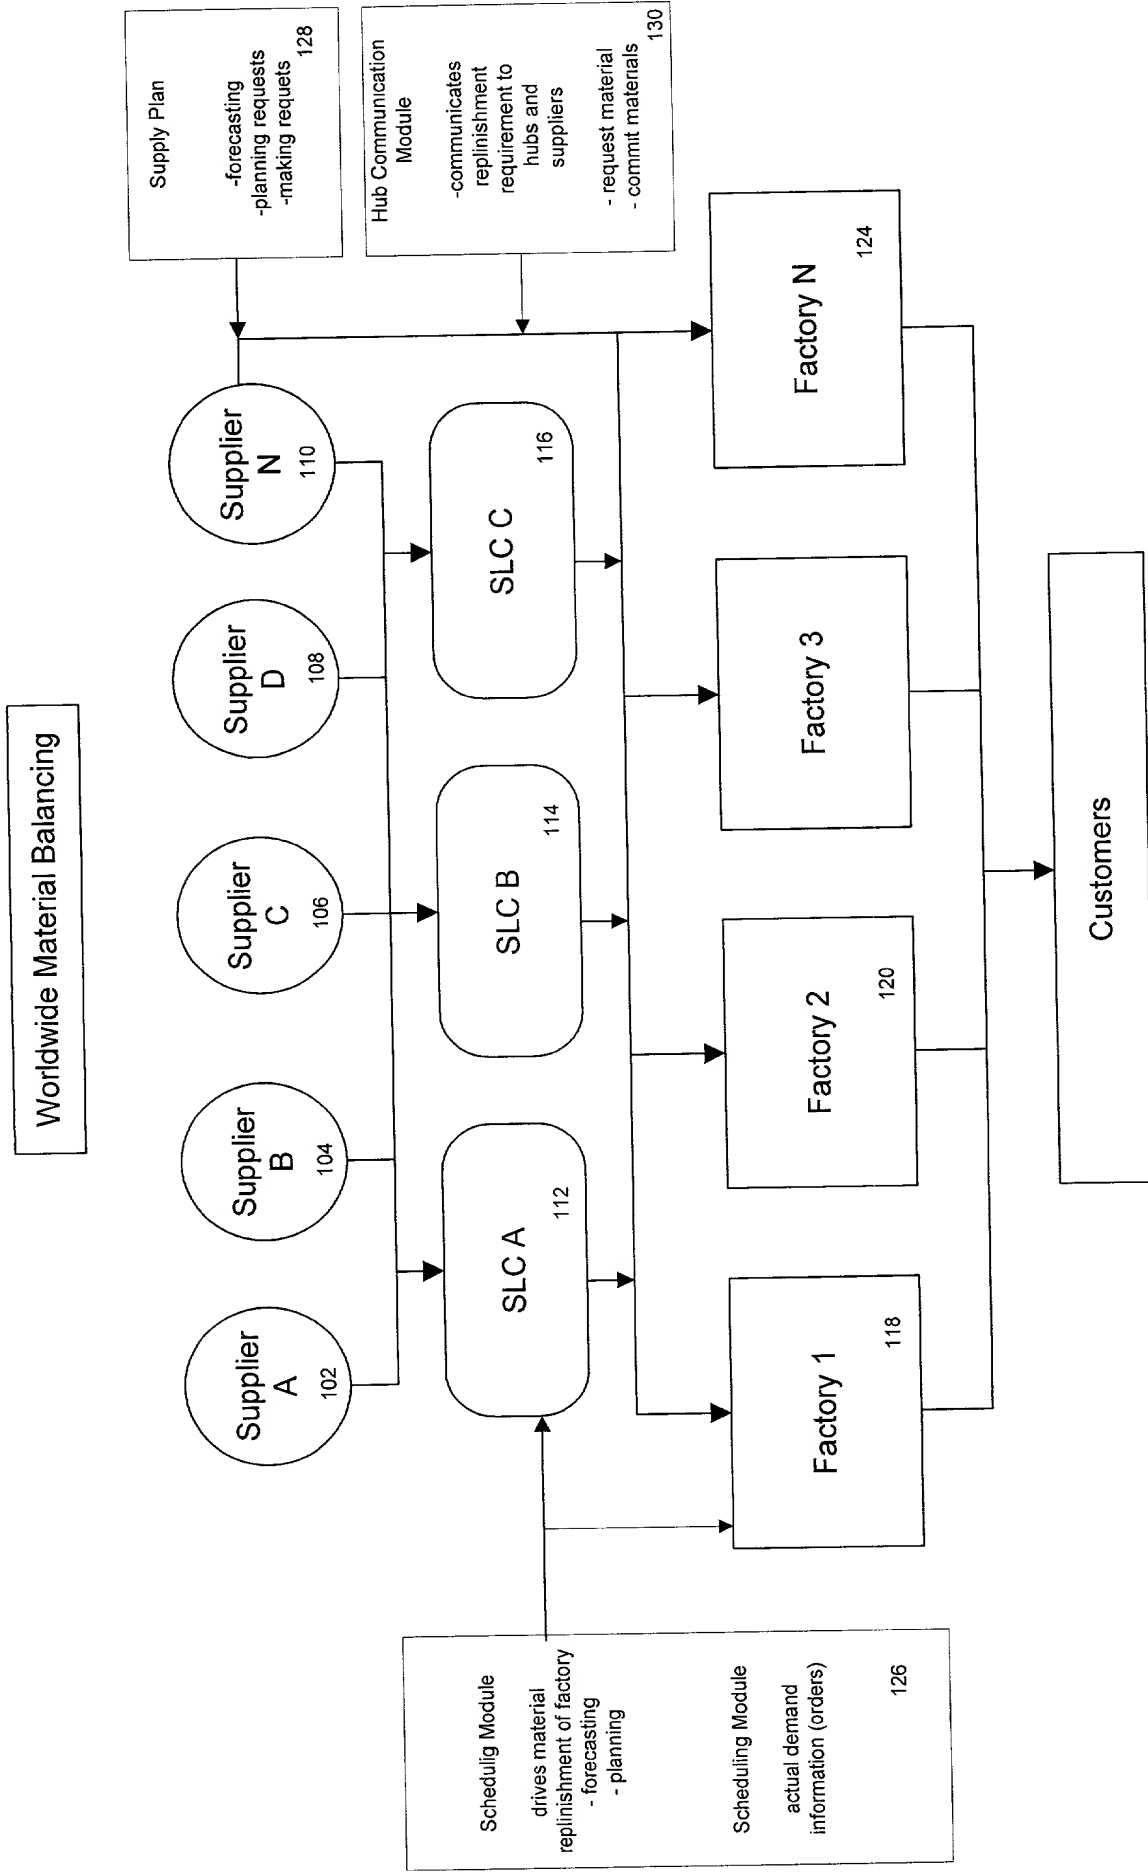 Worldwide Material Balancing
Supplier
A
102
Supplier
B
104
Supplier
C
106
Supplier
D
108
Supplier
N
110
Supply Plan
-forecasting
-planning requests
-making requets
128
Hub Communication
Module
-communicates
replenishment
requirement to
hubs and
suppliers
- request material
- commit materials
130
SLC A
112
SLC B
114
SLC C
116
Schedulig Module
drives material
replinishment of factory
- forecasting
- planning
Scheduling Module
actual demand
information (orders)
126
Factory 1
118
Factory 2
120
Factory 3
Factory N
124
Customers